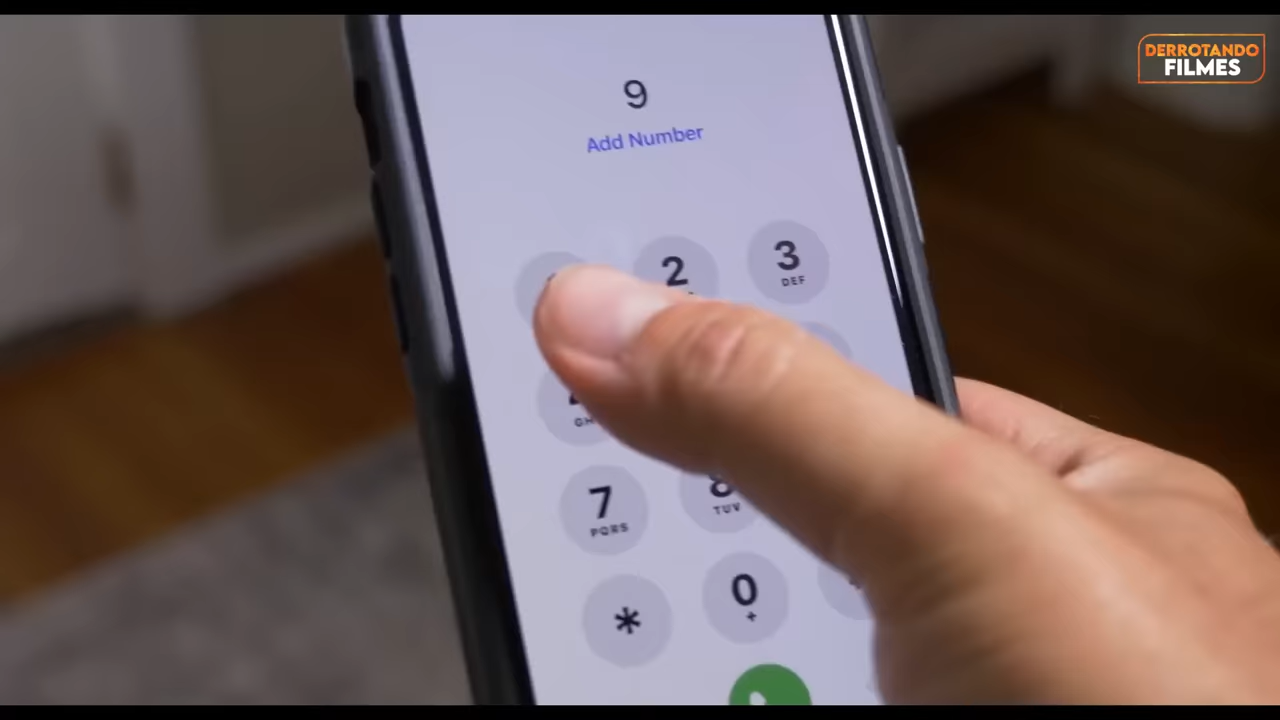 DERROTANDO
FILMES
9
Add Number
2
3
DEF
7
8
PQRS
TUV
0
*
+